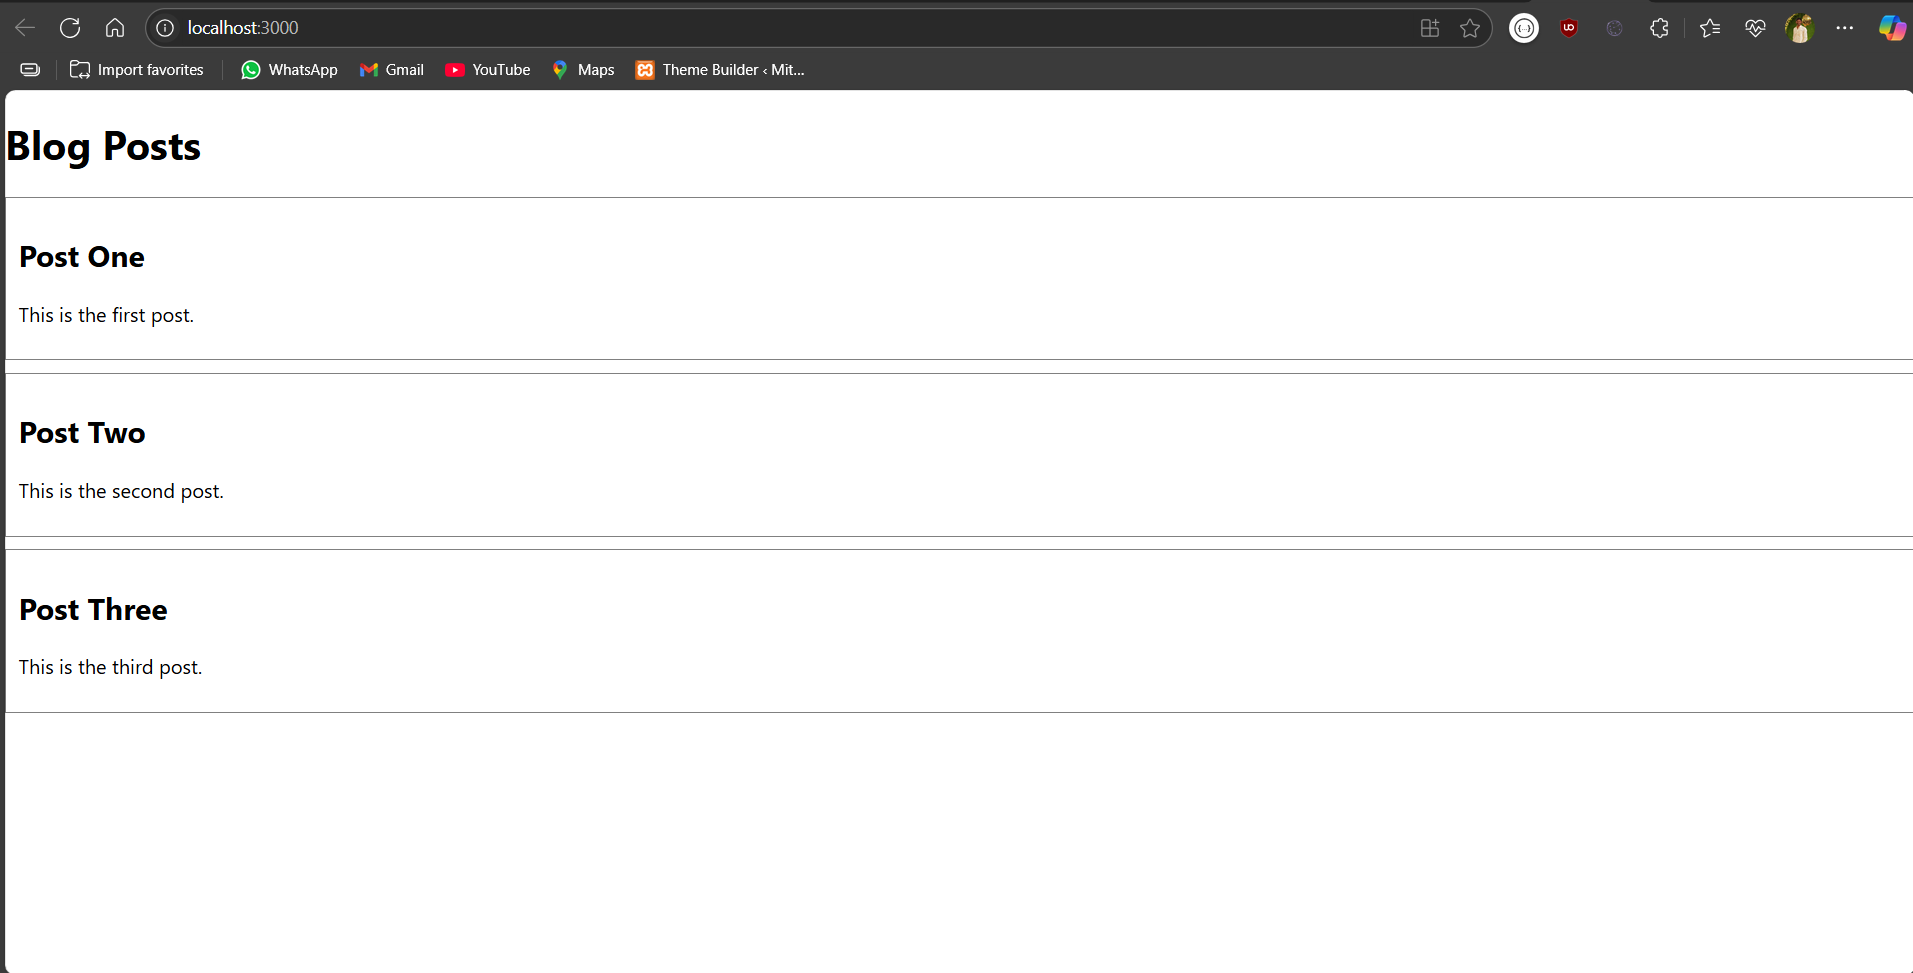 localhost:3000
Import favorites
WhatsApp
Gmail
YouTube
Maps
Theme Builder ‹ Mit...
Blog Posts
Post One
This is the first post.
Post Two
This is the second post.
Post Three
This is the third post.